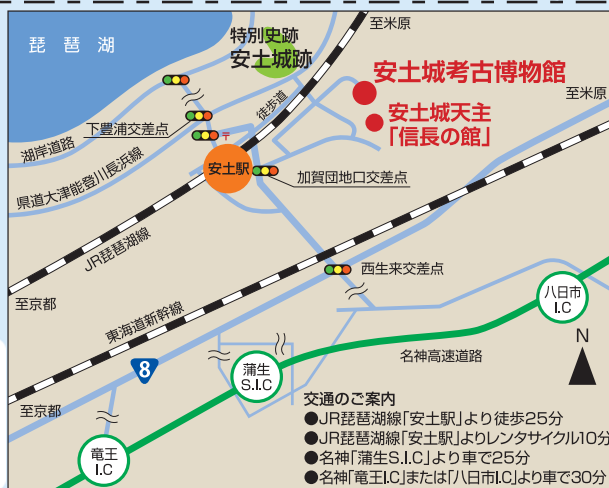 琵琶湖
特別史跡
安土城跡
至米原
安土城考古博物館
安土城天主
「信長の館」
至米原
徒歩道
下豊浦交差点
〒
湖岸道路
県道大津能登川長浜線
安土駅
加賀団地口交差点
JR琵琶湖線
西生来交差点
至京都
東海道新幹線
八日市
I.C
N
8
蒲生
S.I.C
名神高速道路
至京都
竜王
I.C
交通のご案内
●JR琵琶湖線「安土駅」より徒歩25分
●JR琵琶湖線「安土駅」よりレンタサイクル10分
●名神「蒲生S.I.C」より車で25分
●名神「竜王I.C」または「八日市I.C」より車で30分